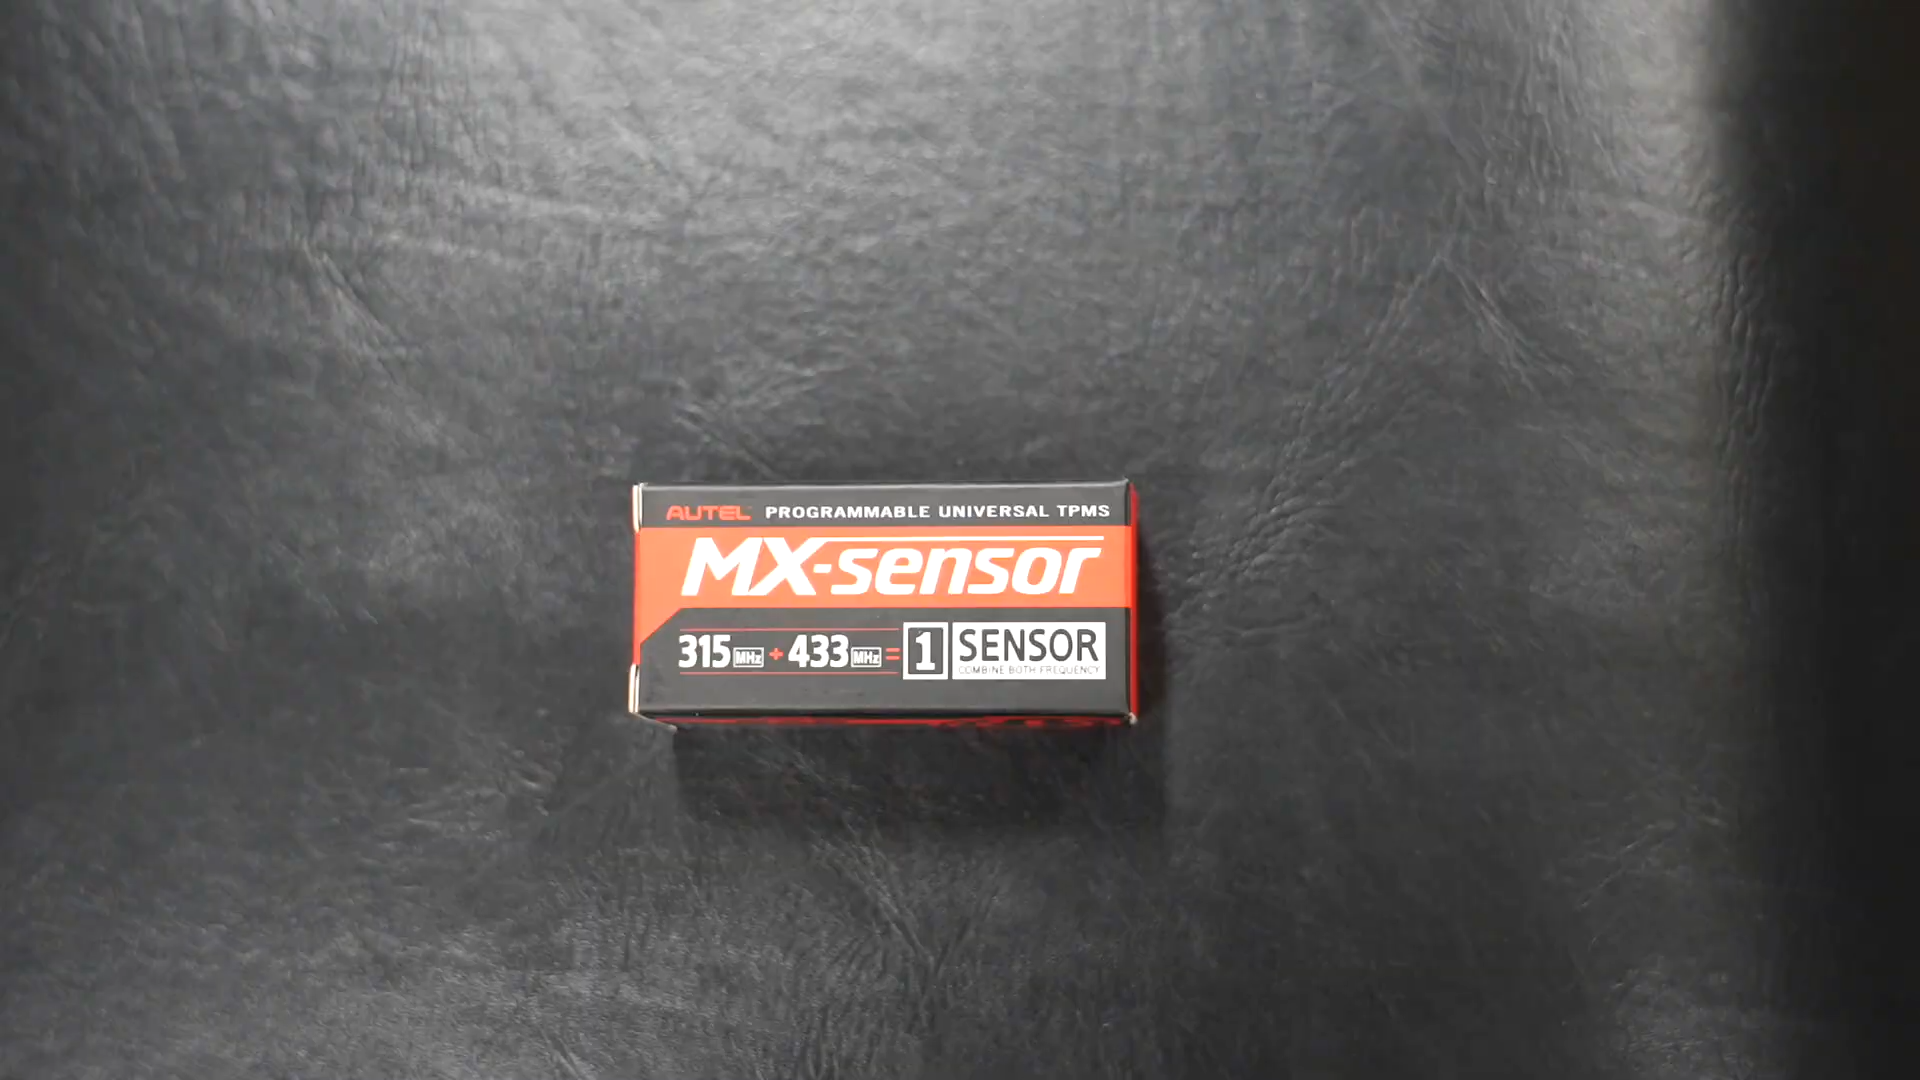 AUTEL PROGRAMMABLE UNIVERSAL TPMS
MX-sensor
315 MHz + 433 MHz = 1 SENSOR
COMBINE BOTH FREQUENCY